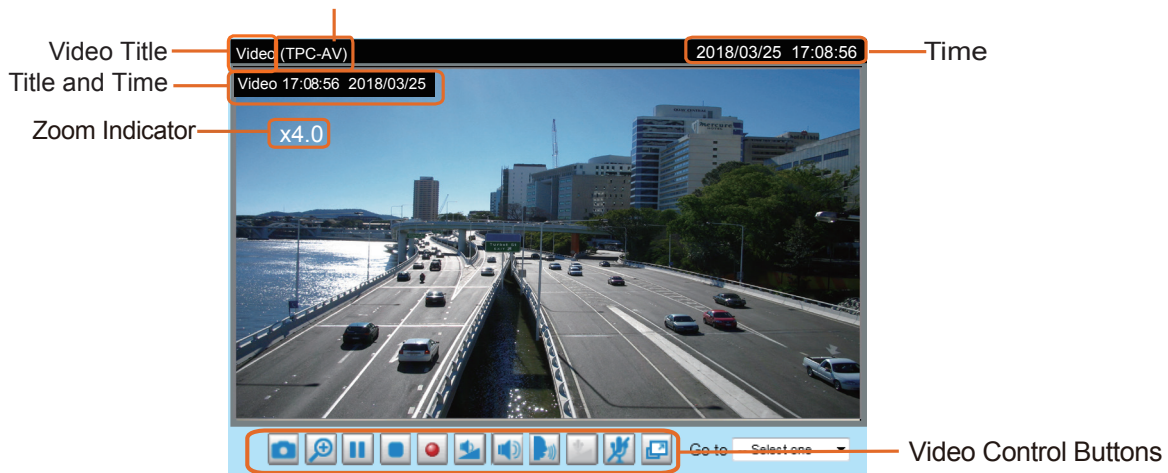 Video Title
Video (TPC-AV)
2018/03/25 17:08:56
Time
Title and Time
Video 17:08:56 2018/03/25
Zoom Indicator
x4.0
Mercure
Go to
Select one
Video Control Buttons